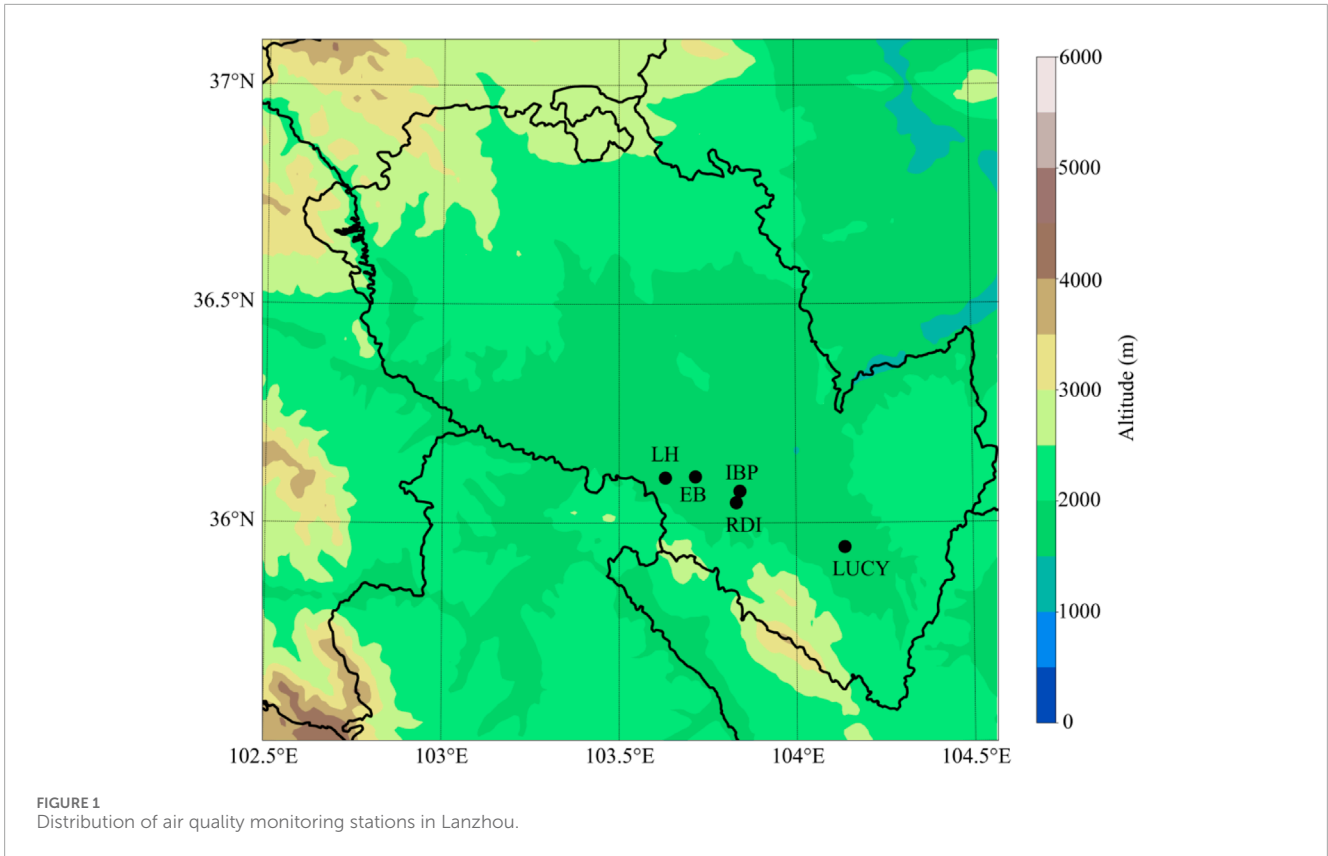 37°N
36.5°N
36°N
102.5°E
103°E
103.5°E
104°E
104.5°E
LH
EB
IBP
RDI
LUCY
6000
5000
4000
3000
2000
1000
0
Altitude (m)
FIGURE 1
Distribution of air quality monitoring stations in Lanzhou.